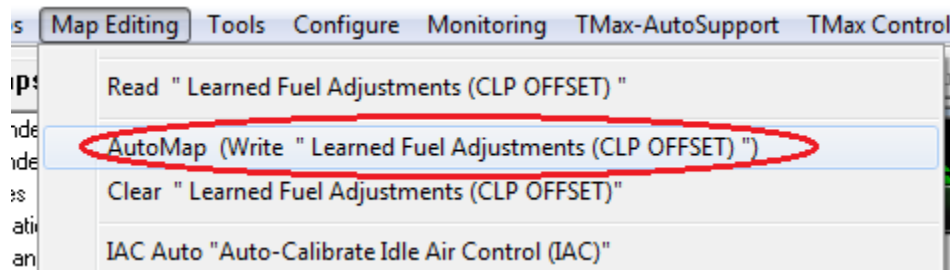 Map Editing Tools Configure Monitoring TMax-AutoSupport TMax Control
Read " Learned Fuel Adjustments (CLP OFFSET) "
AutoMap (Write " Learned Fuel Adjustments (CLP OFFSET) ")
Clear " Learned Fuel Adjustments (CLP OFFSET)"
IAC Auto "Auto-Calibrate Idle Air Control (IAC)"